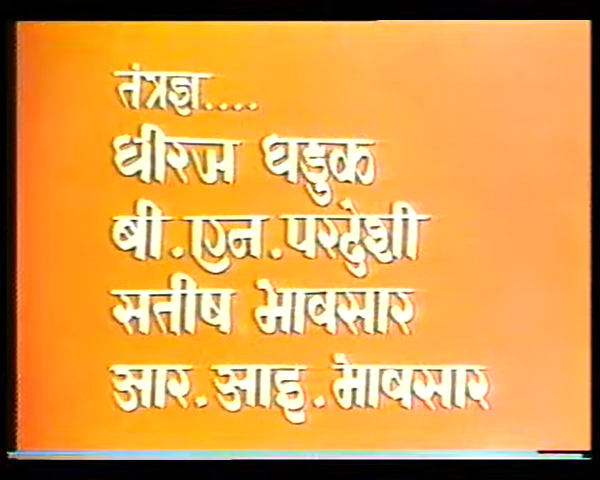 तंत्रज्ञ....
धीरज धडुक
बी.एन.परदेशी
सतीष भावसार
आर.आइ.भावसार